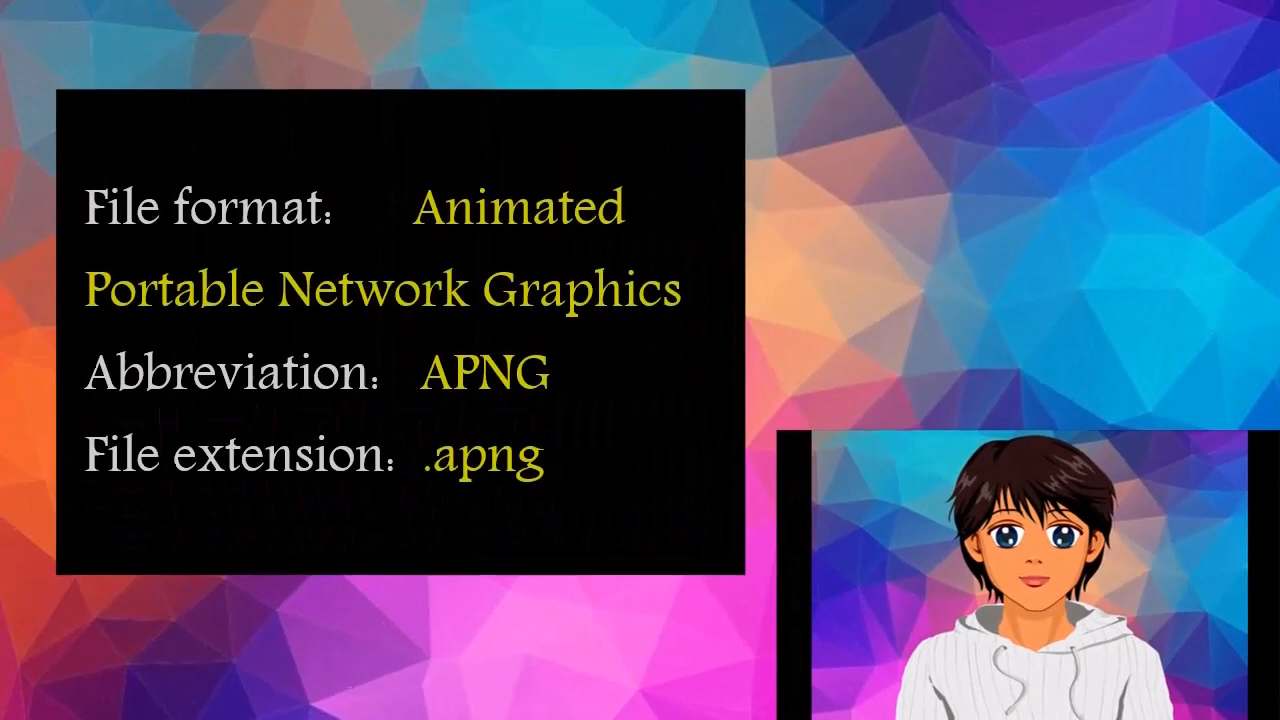 File format: Animated
Portable Network Graphics
Abbreviation: APNG
File extension: .apng